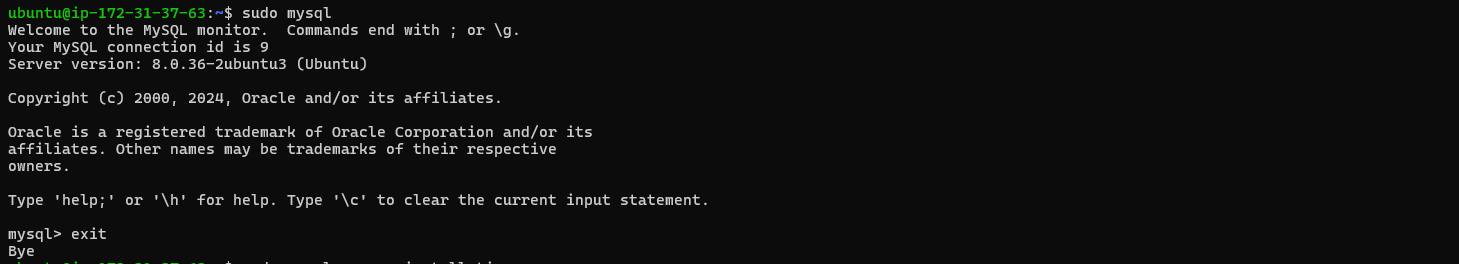 ubuntu@ip-172-31-37-63:~$ sudo mysql
Welcome to the MySQL monitor.  Commands end with ; or \g.
Your MySQL connection id is 9
Server version: 8.0.36-2ubuntu3 (Ubuntu)

Copyright (c) 2000, 2024, Oracle and/or its affiliates.

Oracle is a registered trademark of Oracle Corporation and/or its
affiliates. Other names may be trademarks of their respective
owners.

Type 'help;' or '\h' for help. Type '\c' to clear the current input statement.

mysql> exit
Bye